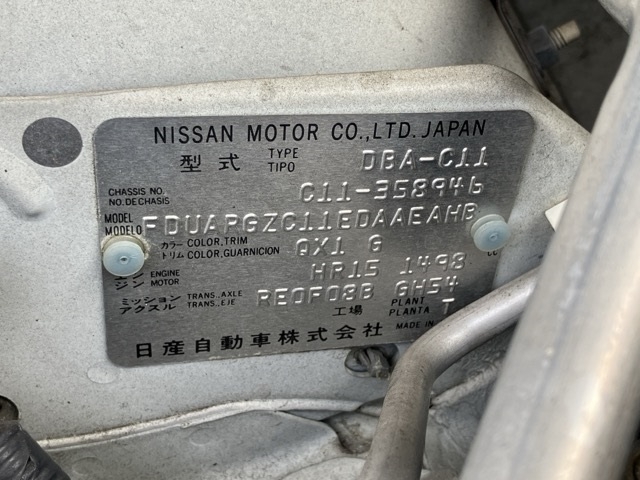 NISSAN MOTOR CO., LTD. JAPAN
型式 TYPE TIPO DBA-C11
CHASSIS NO. NO. DE CHASIS C11-358946
MODEL MODELO FDUARGZC11EDAAEAHB
カラー トリム COLOR, TRIM COLOR, GUARNICION QX1 G
エンジン ENGINE MOTOR HR15 1498 CC
ミッション アクスル TRANS., AXLE TRANS., EJE RE0F08B GH54
工場 PLANT PLANTA T
日産自動車株式会社 MADE IN